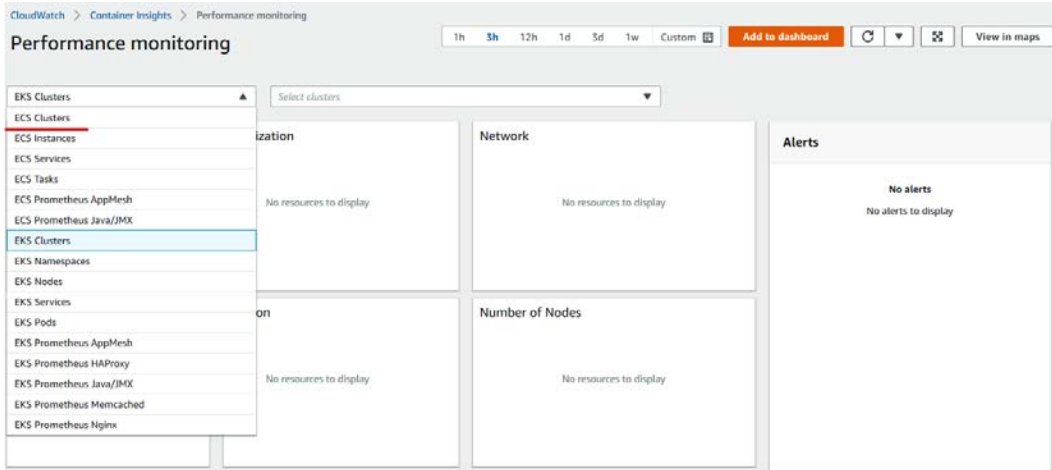 CloudWatch > Container Insights > Performance monitoring
Performance monitoring
1h 3h 12h 1d 3d 1w Custom
Add to dashboard
View in maps
EKS Clusters
Select clusters
ECS Clusters
ECS Instances
ECS Services
ECS Tasks
ECS Prometheus AppMesh
ECS Prometheus Java/JMX
EKS Clusters
EKS Namespaces
EKS Nodes
EKS Services
EKS Pods
EKS Prometheus AppMesh
EKS Prometheus HAProxy
EKS Prometheus Java/JMX
EKS Prometheus Memcached
EKS Prometheus Nginx
ization
No resources to display
Network
No resources to display
Alerts
No alerts
No alerts to display
on
No resources to display
Number of Nodes
No resources to display